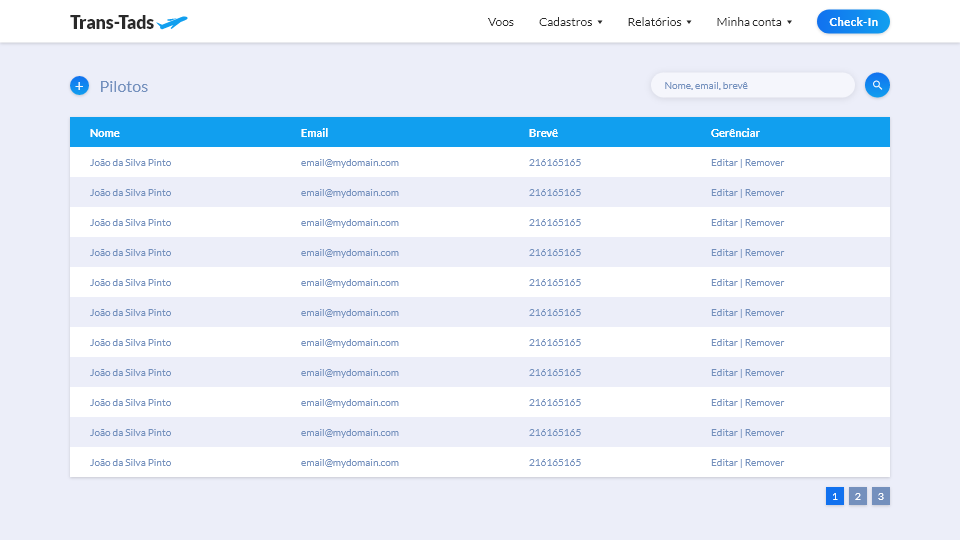 Trans-Tads Voos Cadastros Relatórios Minha conta Check-In
+ Pilotos Nome, email, brevê
Nome Email Brevê Gerênciar
João da Silva Pinto email@mydomain.com 216165165 Editar | Remover
João da Silva Pinto email@mydomain.com 216165165 Editar | Remover
João da Silva Pinto email@mydomain.com 216165165 Editar | Remover
João da Silva Pinto email@mydomain.com 216165165 Editar | Remover
João da Silva Pinto email@mydomain.com 216165165 Editar | Remover
João da Silva Pinto email@mydomain.com 216165165 Editar | Remover
João da Silva Pinto email@mydomain.com 216165165 Editar | Remover
João da Silva Pinto email@mydomain.com 216165165 Editar | Remover
João da Silva Pinto email@mydomain.com 216165165 Editar | Remover
João da Silva Pinto email@mydomain.com 216165165 Editar | Remover
João da Silva Pinto email@mydomain.com 216165165 Editar | Remover
1 2 3